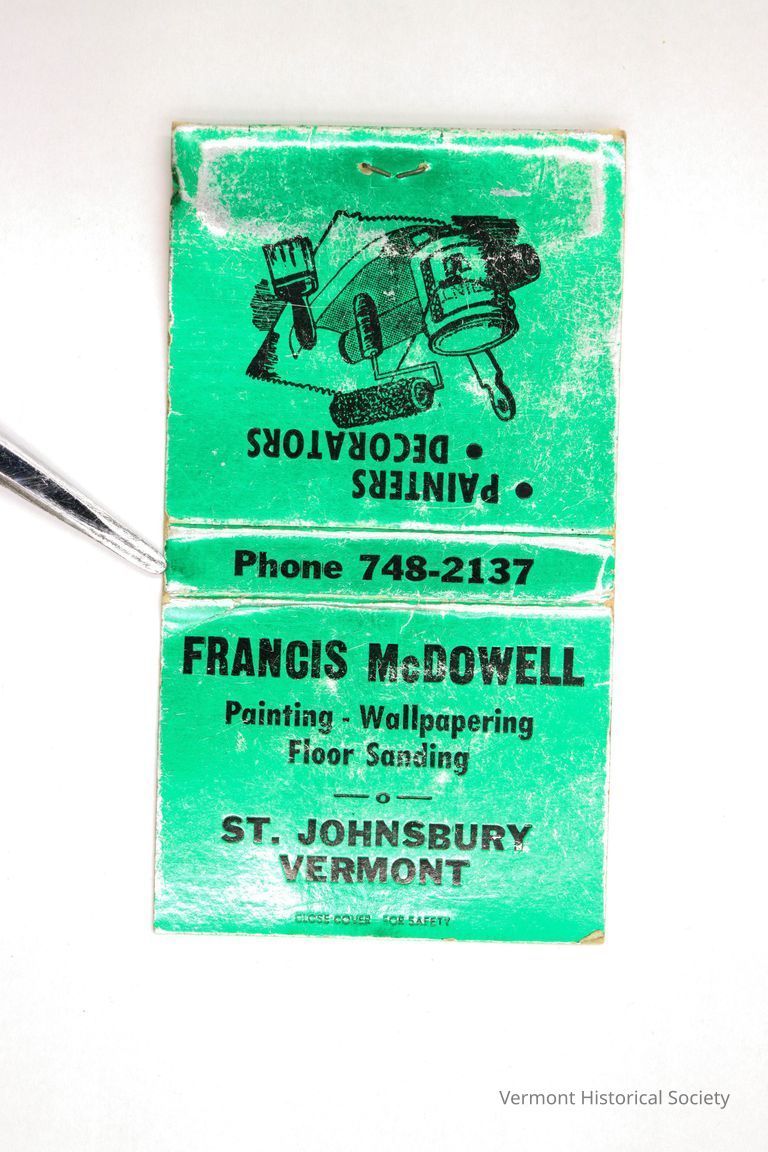 • PAINTERS
• DECORATORS
Phone 748-2137
FRANCIS McDOWELL
Painting - Wallpapering
Floor Sanding
ST. JOHNSBURY
VERMONT
CLOSE COVER FOR SAFETY
Vermont Historical Society